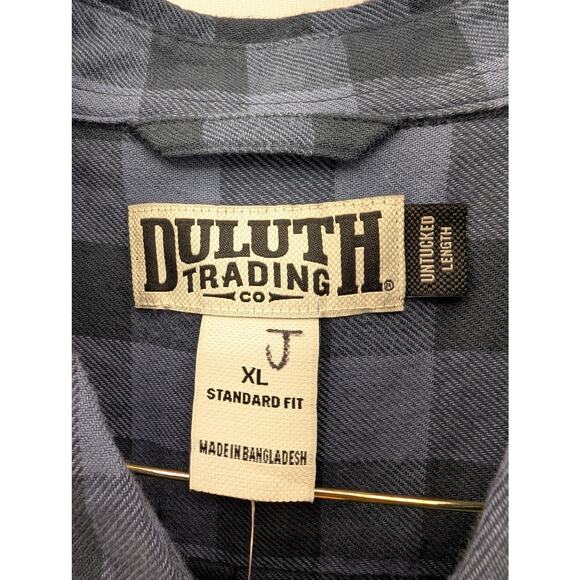 DULUTH
TRADING
CO
®
UNTUCKED
LENGTH
J
XL
STANDARD FIT
MADE IN BANGLADESH